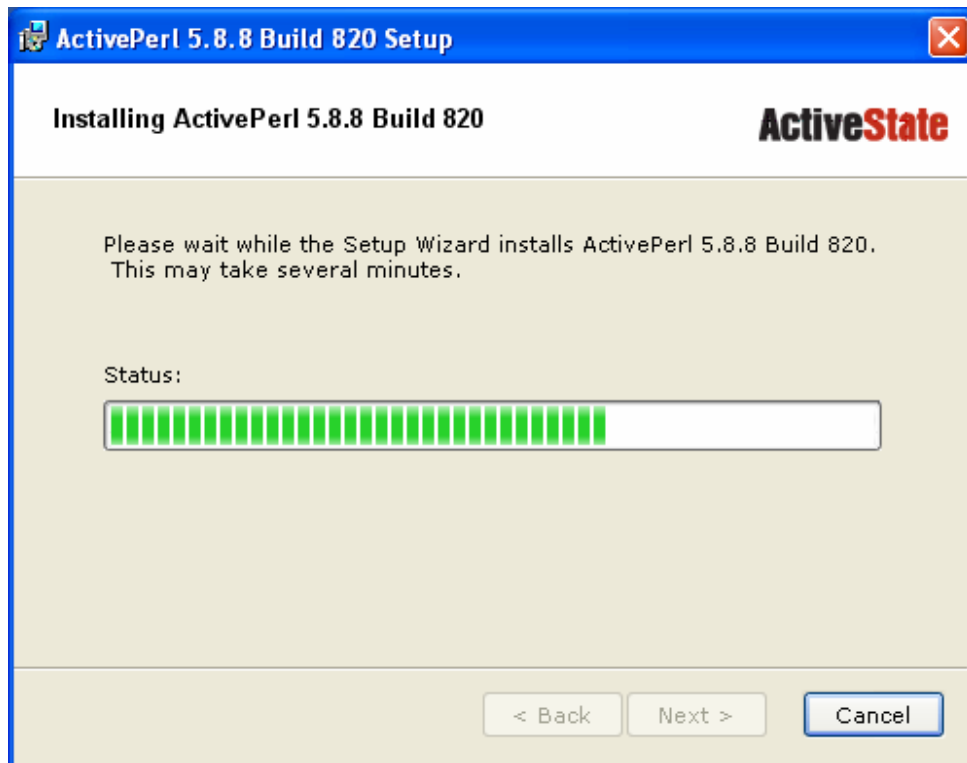 ActivePerl 5.8.8 Build 820 Setup
Installing ActivePerl 5.8.8 Build 820
ActiveState
Please wait while the Setup Wizard installs ActivePerl 5.8.8 Build 820.
This may take several minutes.
Status:
< Back
Next >
Cancel